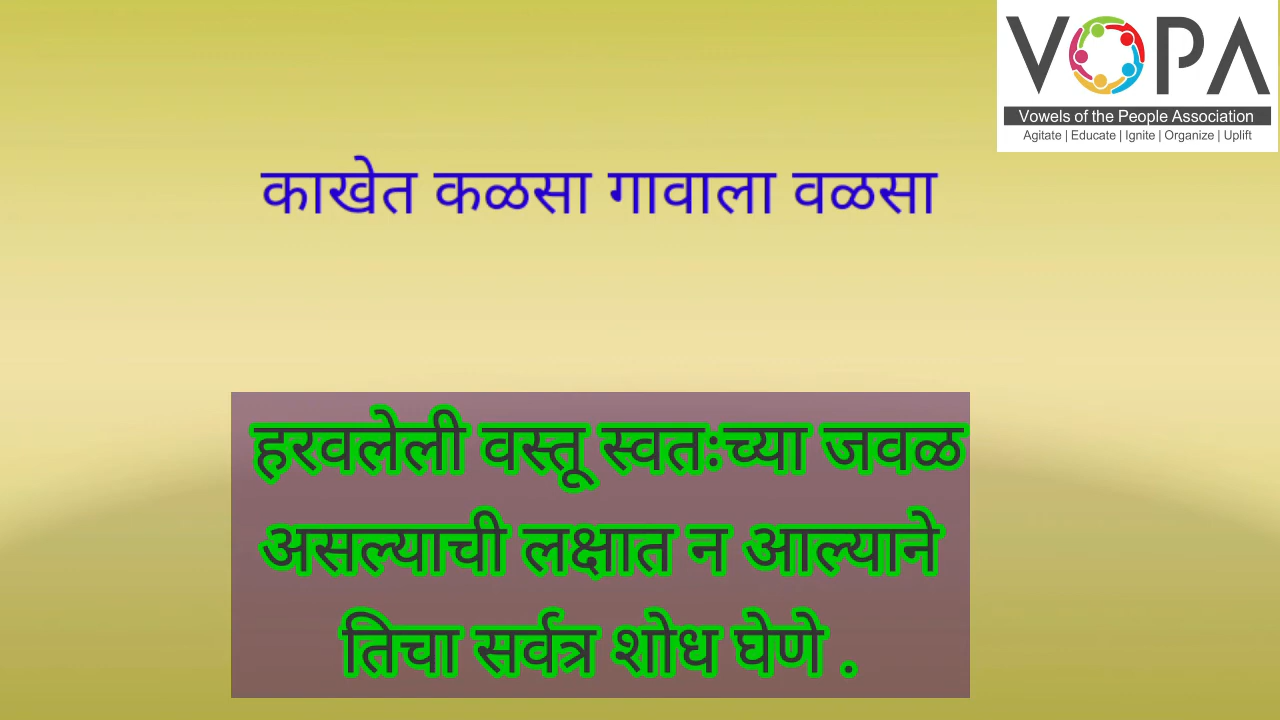 VOPA
Vowels of the People Association
Agitate | Educate | Ignite | Organize | Uplift
काखेत कळसा गावाला वळसा
हरवलेली वस्तू स्वतःच्या जवळ
असल्याची लक्षात न आल्याने
तिचा सर्वत्र शोध घेणे .